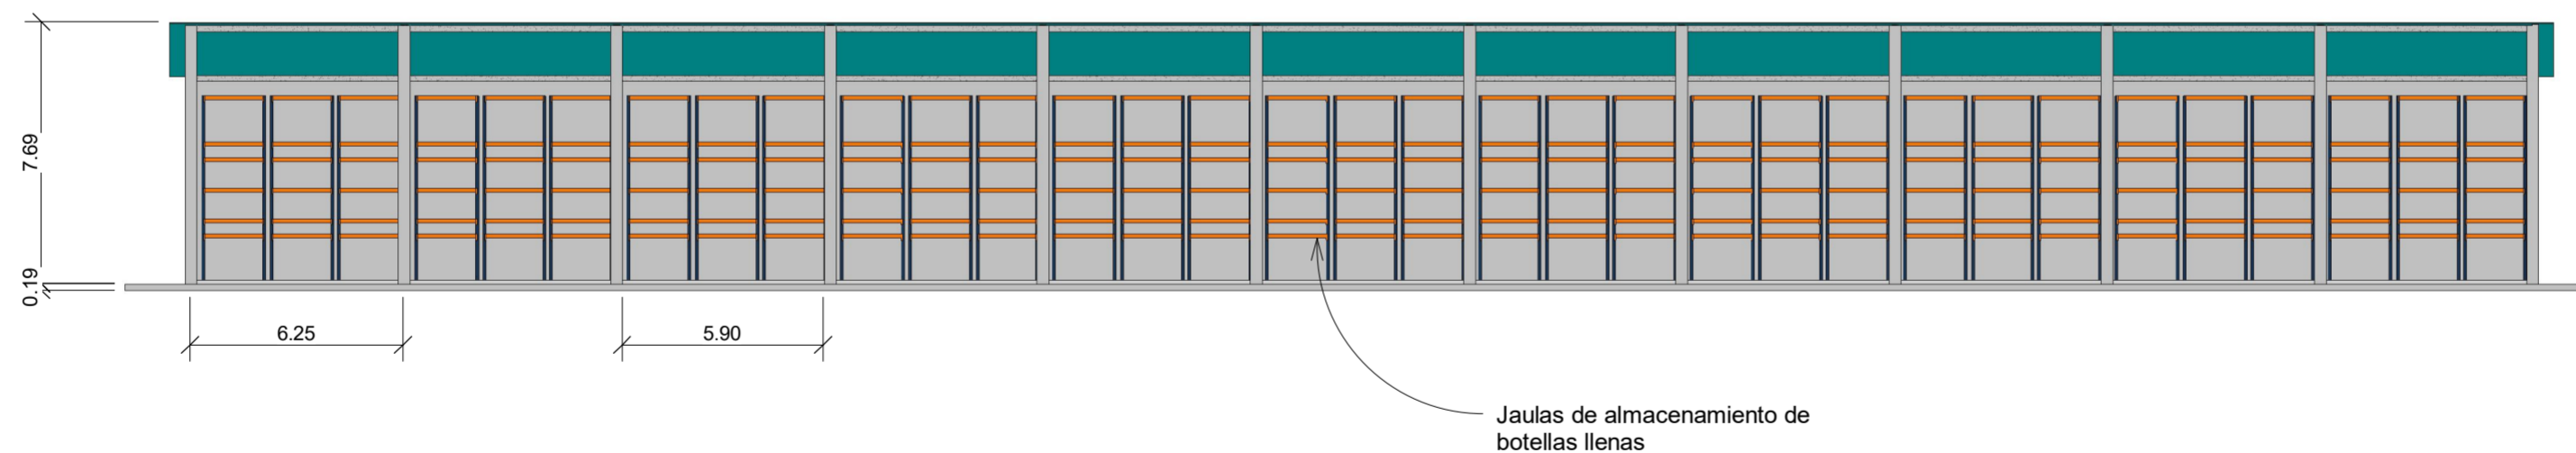 7.69
0.19
6.25
5.90
Jaulas de almacenamiento de
botellas llenas